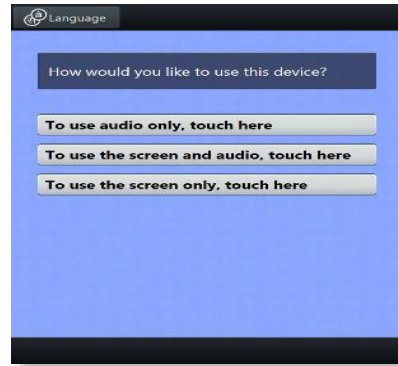 Language
How would you like to use this device?
To use audio only, touch here
To use the screen and audio, touch here
To use the screen only, touch here